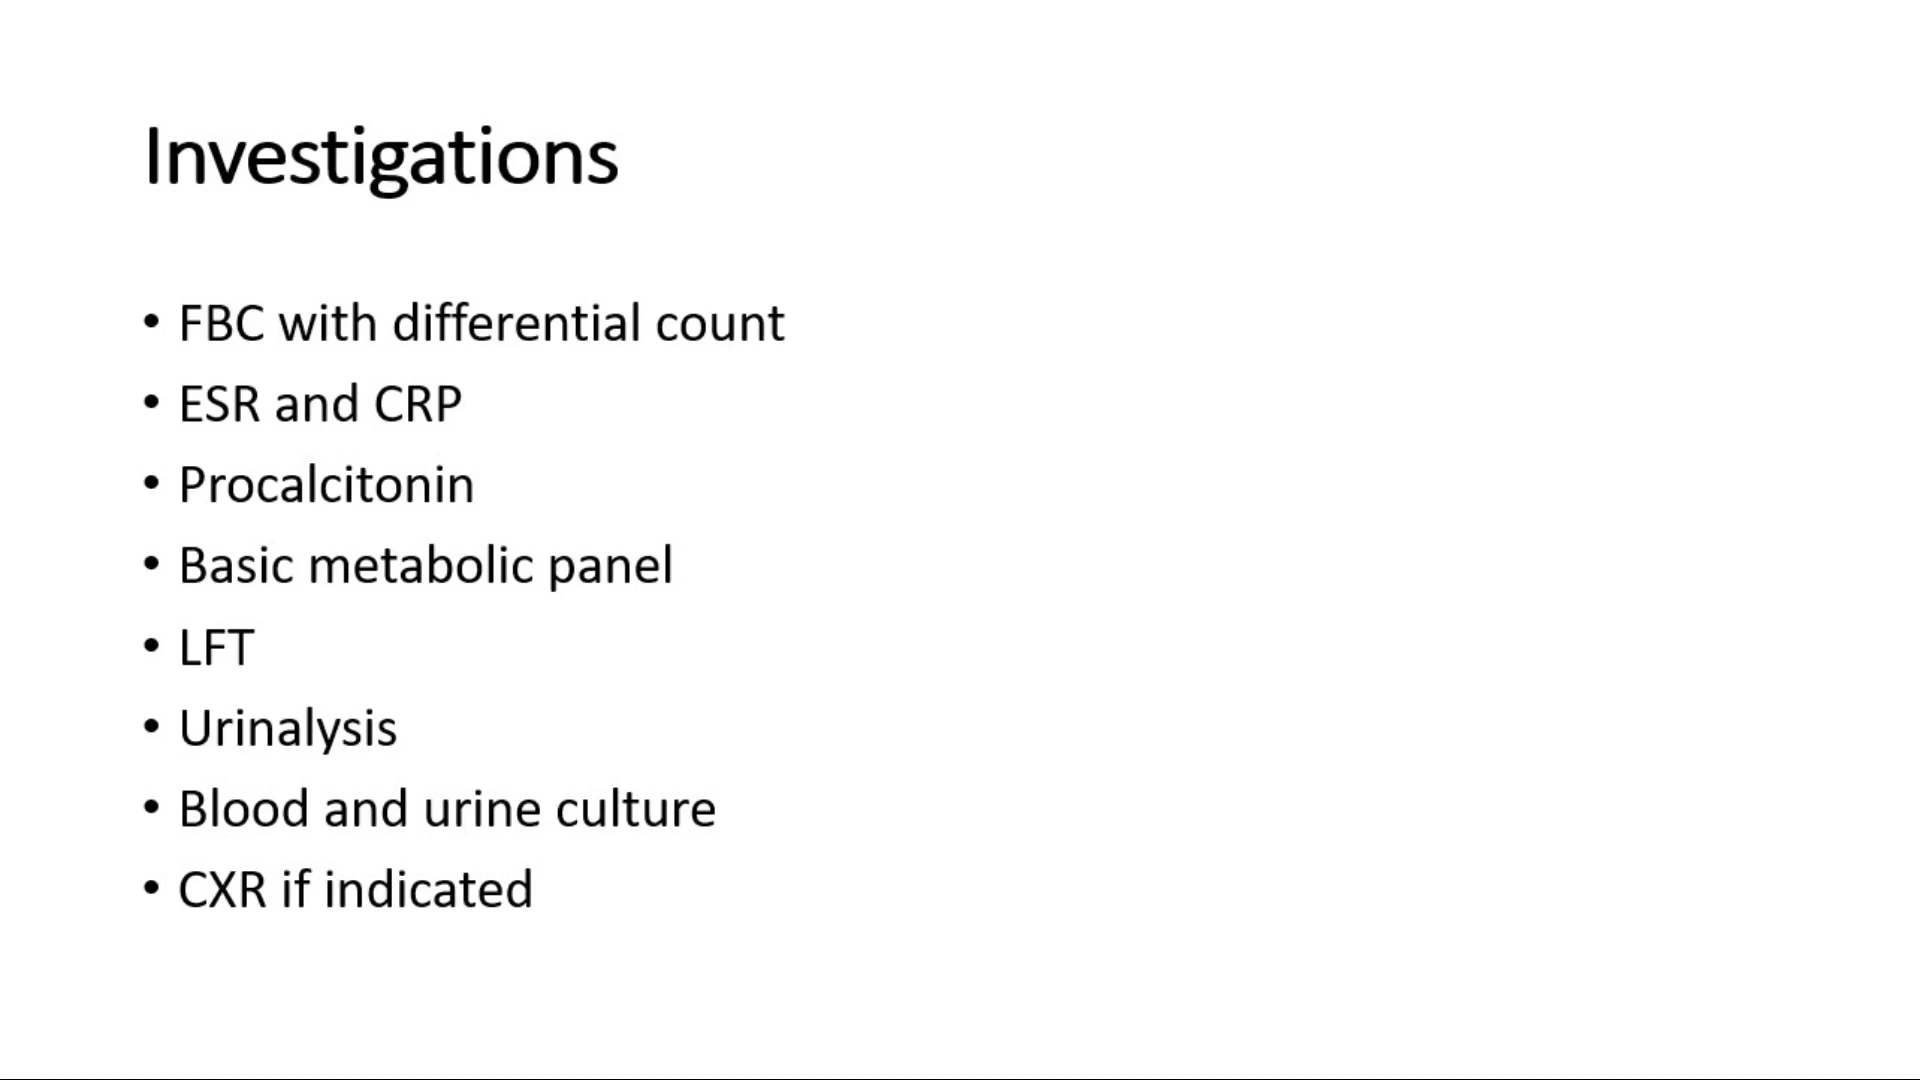 Investigations
• FBC with differential count
• ESR and CRP
• Procalcitonin
• Basic metabolic panel
• LFT
• Urinalysis
• Blood and urine culture
• CXR if indicated